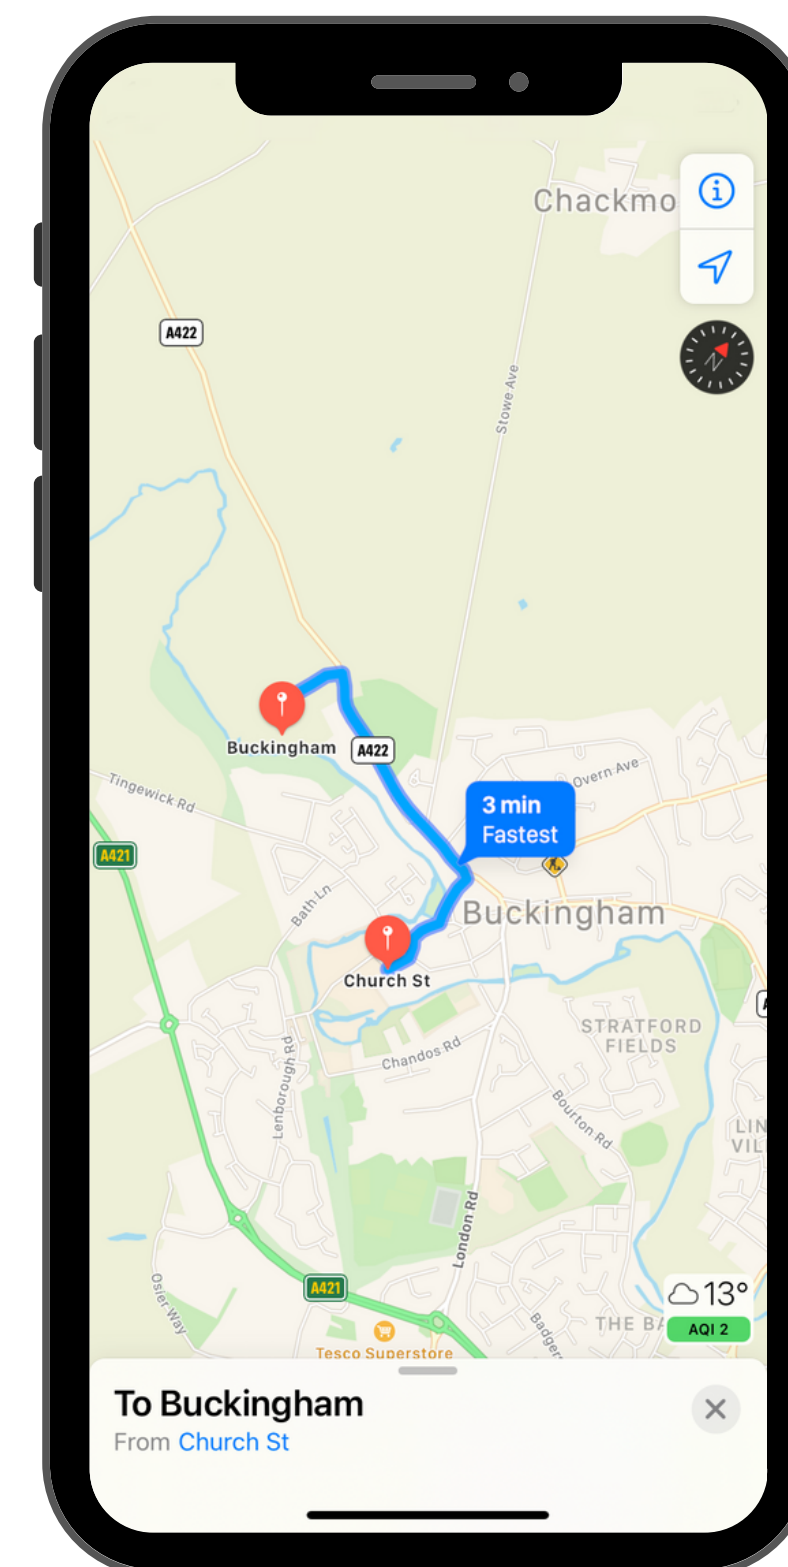 Chackmo
A422
Stowe Ave
Buckingham
A422
Overn Ave
Tingewick Rd
3 min
Fastest
A421
Bath Ln
Buckingham
Church St
STRATFORD
FIELDS
Chandos Rd
Lenborough Rd
Bourton Rd
LIN
VIL
London Rd
Osier Way
A421
13°
THE BA
Badger
AQI 2
Tesco Superstore
To Buckingham
From Church St
N